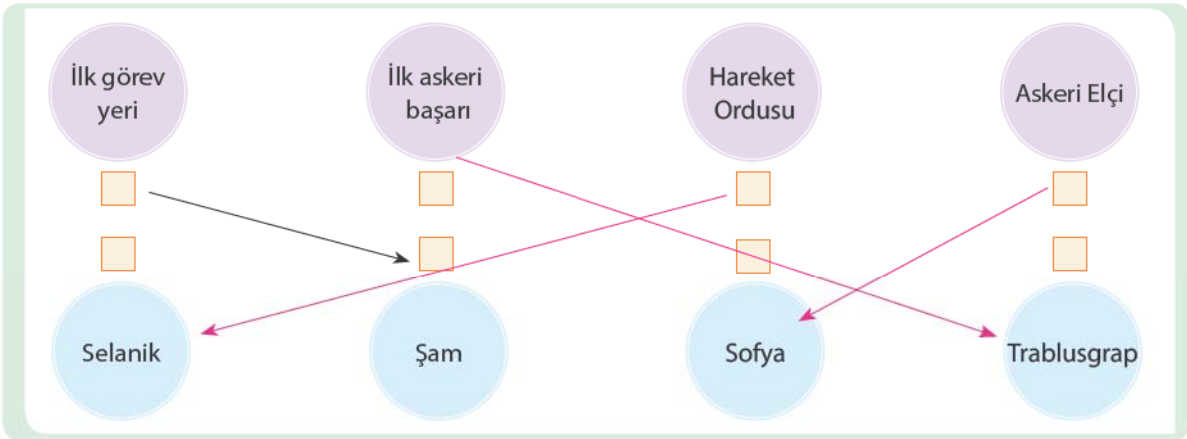 İlk görev
yeri
İlk askeri
başarı
Hareket
Ordusu
Askeri Elçi
Selanik
Şam
Sofya
Trablusgrap